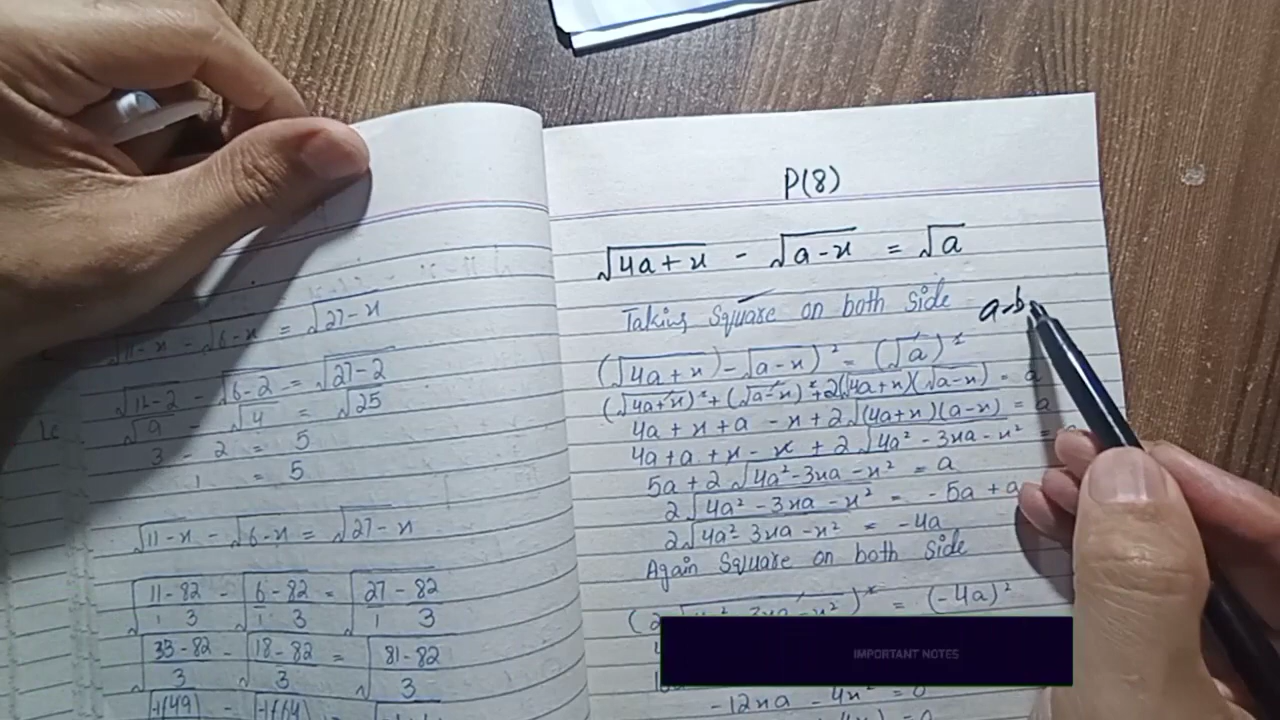 √11-x - √6-x = √27-x
√11-2 - √6-2 = √27-2
√9 - √4 = √25
3 - 2 = 5
1 = 5
√11-x - √6-x = √27-x
√11/1 - 82/3 - √6/1 - 82/3 = √27/1 - 82/3
√33-82/3 - √18-82/3 = √81-82/3
P(8)
√4a+x - √a-x = √a
Taking Square on both side
a-b
(√4a+x) - √a-x)² = (√a)²
(√4a+x)² + (√a-x)² + 2(√4a+x)(√a-x) = a
4a + x + a - x + 2√(4a+x)(a-x) = a
4a + a + x - x + 2√4a² - 3xa - x² =
5a + 2√4a² - 3xa - x² = a
2√4a² - 3xa - x² = -5a + a
2√4a² 3xa - x² = -4a
Again Square on both side
= (-4a)²
IMPORTANT NOTES
-12xa - 4x² = 0